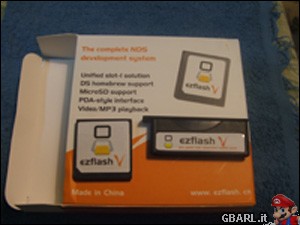 The complete NDS
development system
Unified slot-1 solution
DS homebrew support
MicroSD support
PDA-style interface
Video/MP3 playback
ezflash V
ezflash V
Made in China
www.ezflash.cn
GBARL.it